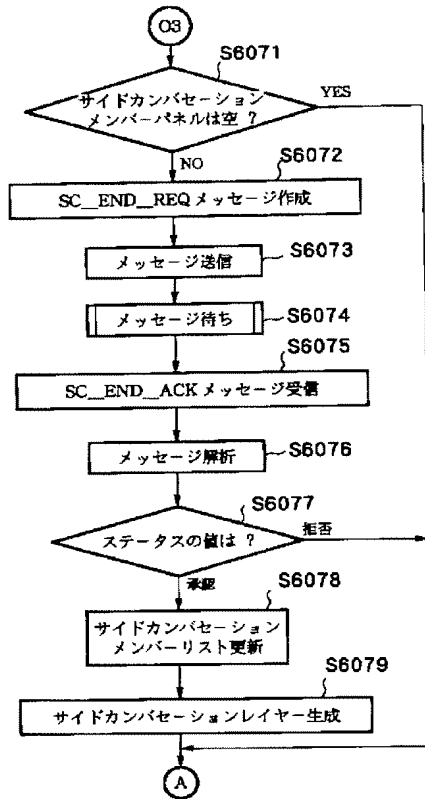 O3
S6071
サイドカンバセーション
メンバーパネルは空 ?
YES
NO
S6072
SC__END__REQ メッセージ作成
メッセージ送信
S6073
メッセージ待ち
S6074
S6075
SC__END__ACK メッセージ受信
メッセージ解析
S6076
S6077
ステータスの値は ?
拒否
承認
S6078
サイドカンバセーション
メンバーリスト更新
S6079
サイドカンバセーションレイヤー生成
A